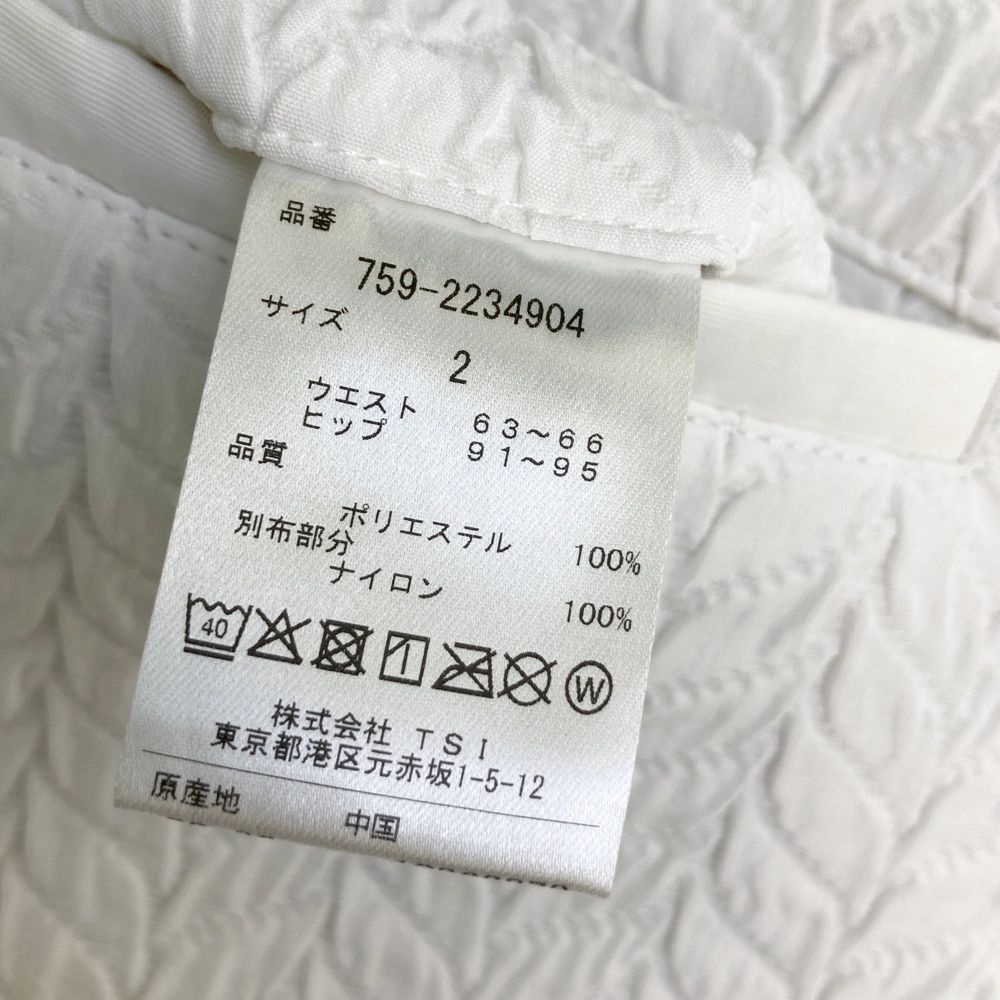 品番
759-2234904
サイズ
2
ウエスト 63～66
ヒップ 91～95
品質
ポリエステル 100%
別布部分
ナイロン 100%
40
W
株式会社 TSI
東京都港区元赤坂1-5-12
原産地 中国